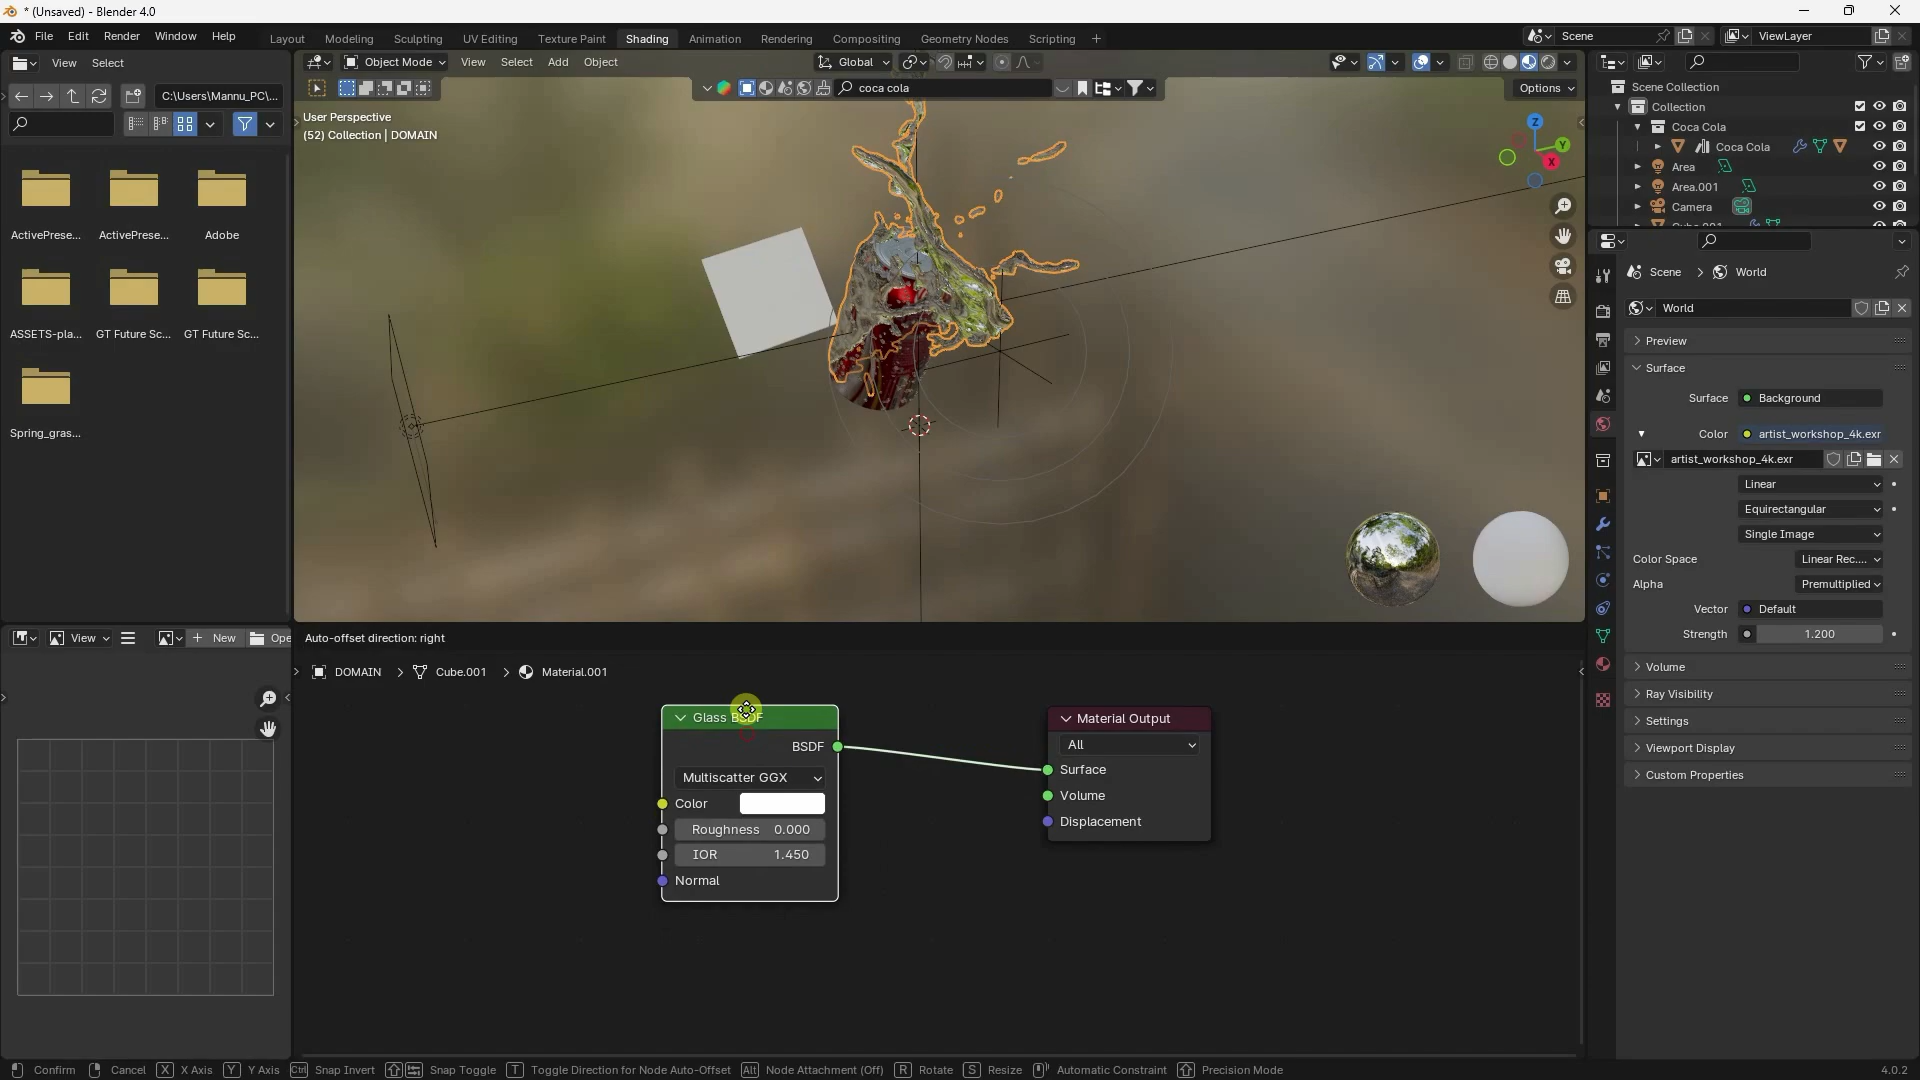 * (Unsaved) - Blender 4.0
File Edit Render Window Help
Layout Modeling Sculpting UV Editing Texture Paint Shading Animation Rendering Compositing Geometry Nodes Scripting +
Scene
ViewLayer
View Select
Object Mode View Select Add Object
Global
C:\Users\Mannu_PC\...
coca cola
Options
User Perspective
(52) Collection | DOMAIN
Z
Y
X
ActivePrese...
ActivePrese...
Adobe
ASSETS-pla...
GT Future Sc...
GT Future Sc...
Spring_gras...
Scene Collection
Collection
Coca Cola
Coca Cola
Area
Area.001
Camera
Scene > World
World
Preview
Surface
Surface Background
Color artist_workshop_4k.exr
artist_workshop_4k.exr
Linear
Equirectangular
Single Image
Color Space Linear Rec....
Alpha Premultiplied
Vector Default
Strength 1.200
Volume
Ray Visibility
Settings
Viewport Display
Custom Properties
View
New
Ope
Auto-offset direction: right
DOMAIN > Cube.001 > Material.001
Glass BSDF
BSDF
Multiscatter GGX
Color
Roughness 0.000
IOR 1.450
Normal
Material Output
All
Surface
Volume
Displacement
Confirm Cancel X X Axis Y Y Axis Ctrl Snap Invert Snap Toggle T Toggle Direction for Node Auto-Offset Alt Node Attachment (Off) R Rotate S Resize Automatic Constraint Precision Mode
4.0.2